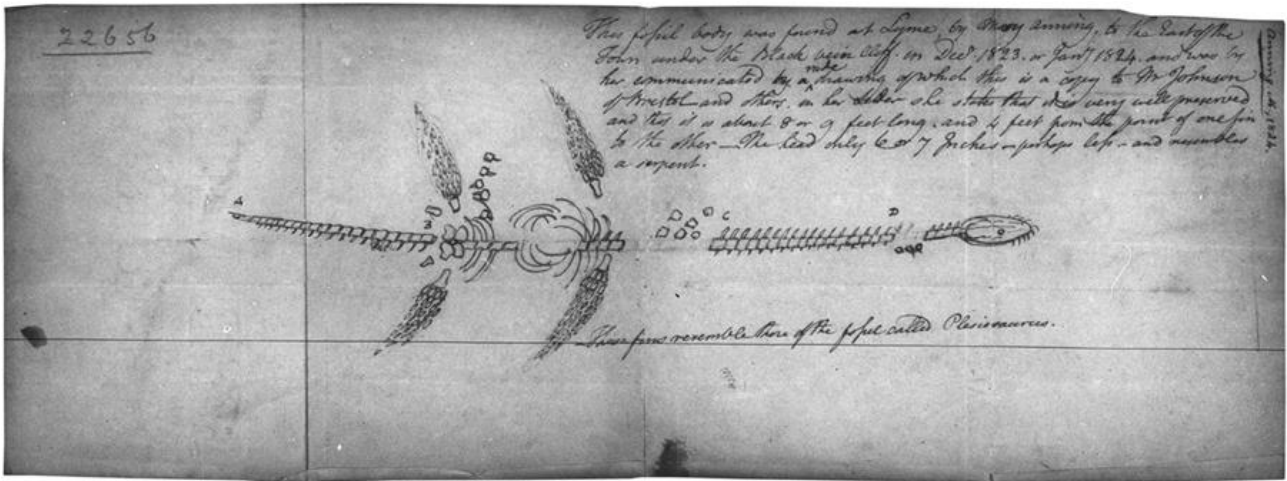 22656
This fossil body was found at Lyme, by Mary Anning, to the East of the
Town under the Black vein Cliff. in Decr. 1823. or Jany 1824. and was by
her communicated by a rude drawing of which this is a copy to Mr Johnson
of Bristol and others. in her letter she states that it is very well preserved
and that it is about 8 or 9 feet long. and 4 feet from the point of one fin
to the other — The head only 6 or 7 Inches — perhaps less — and resembles
a serpent.
Anning M, 1824.
A
B
C
D
These fins resemble those of the fossil called Plesiosaurus.